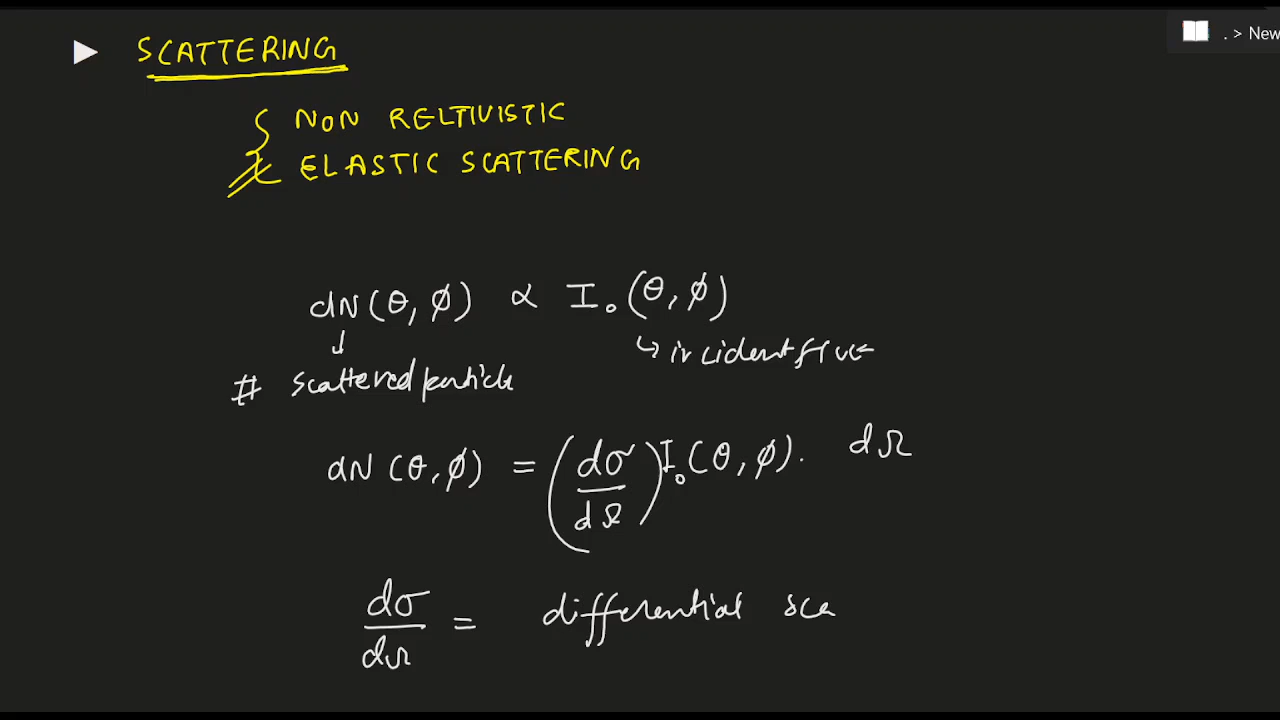 . > New
SCATTERING
NON RELTIVISTIC
ELASTIC SCATTERING
dN(θ, ϕ) ∝ I₀(θ, ϕ)
↳ incident flux
# scattered particle
dN(θ, ϕ) = (dσ/dΩ) I₀(θ, ϕ). dΩ
dσ/dΩ = differential sca